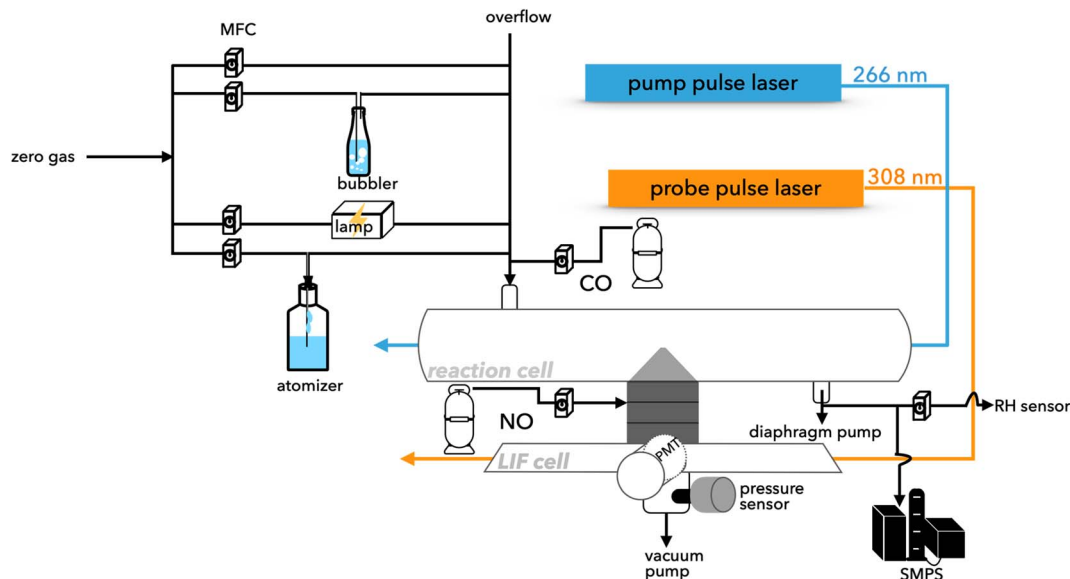 overflow
MFC
pump pulse laser
266 nm
zero gas
bubbler
probe pulse laser
308 nm
lamp
CO
atomizer
reaction cell
NO
RH sensor
diaphragm pump
LIF cell
PMT
pressure
sensor
vacuum
pump
SMPS